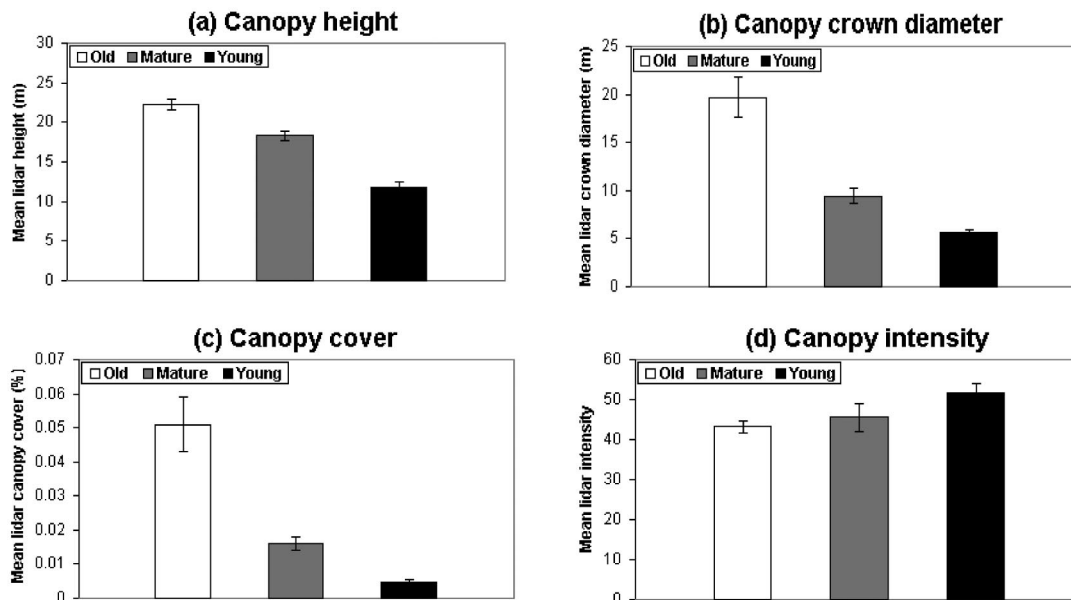 (a) Canopy height
Mean lidar height (m)
30
25
20
15
10
5
0
Old Mature Young
(b) Canopy crown diameter
Mean lidar crown diameter (m)
25
20
15
10
5
0
Old Mature Young
(c) Canopy cover
Mean lidar canopy cover (%)
0.07
0.06
0.05
0.04
0.03
0.02
0.01
0
Old Mature Young
(d) Canopy intensity
Mean lidar intensity
60
50
40
30
20
10
0
Old Mature Young